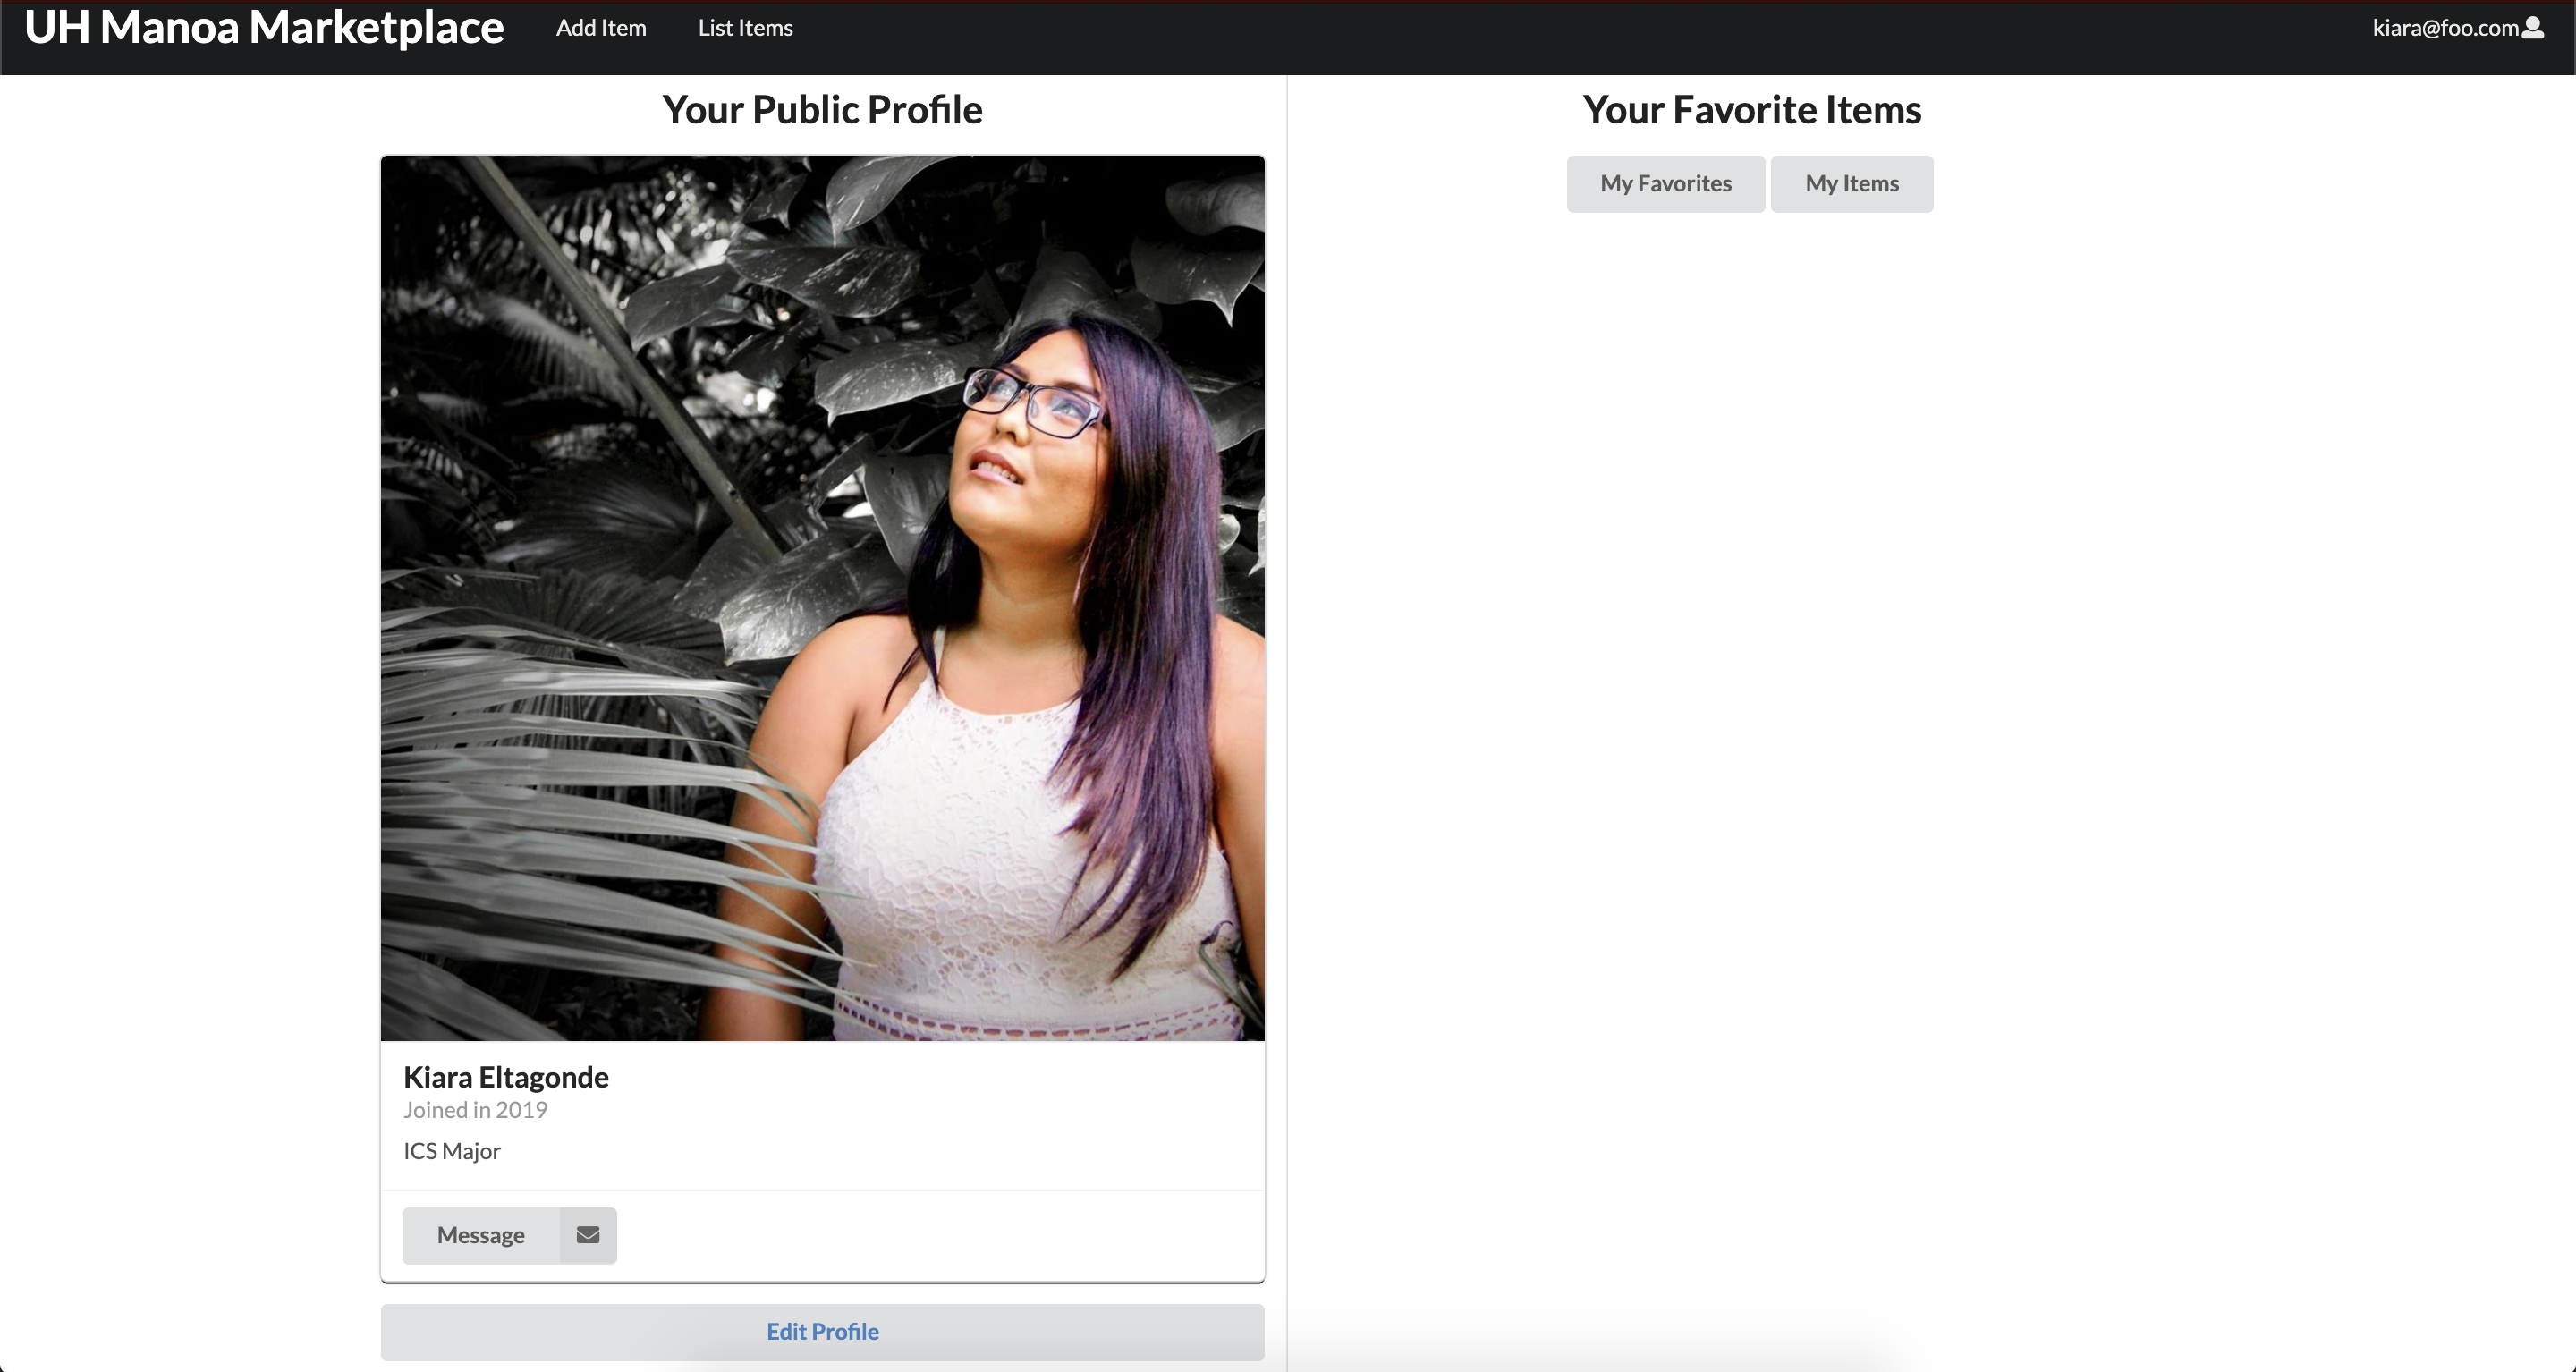 UH Manoa Marketplace Add Item List Items kiara@foo.com
Your Public Profile
Kiara Eltagonde
Joined in 2019
ICS Major
Message
Edit Profile
Your Favorite Items
My Favorites My Items